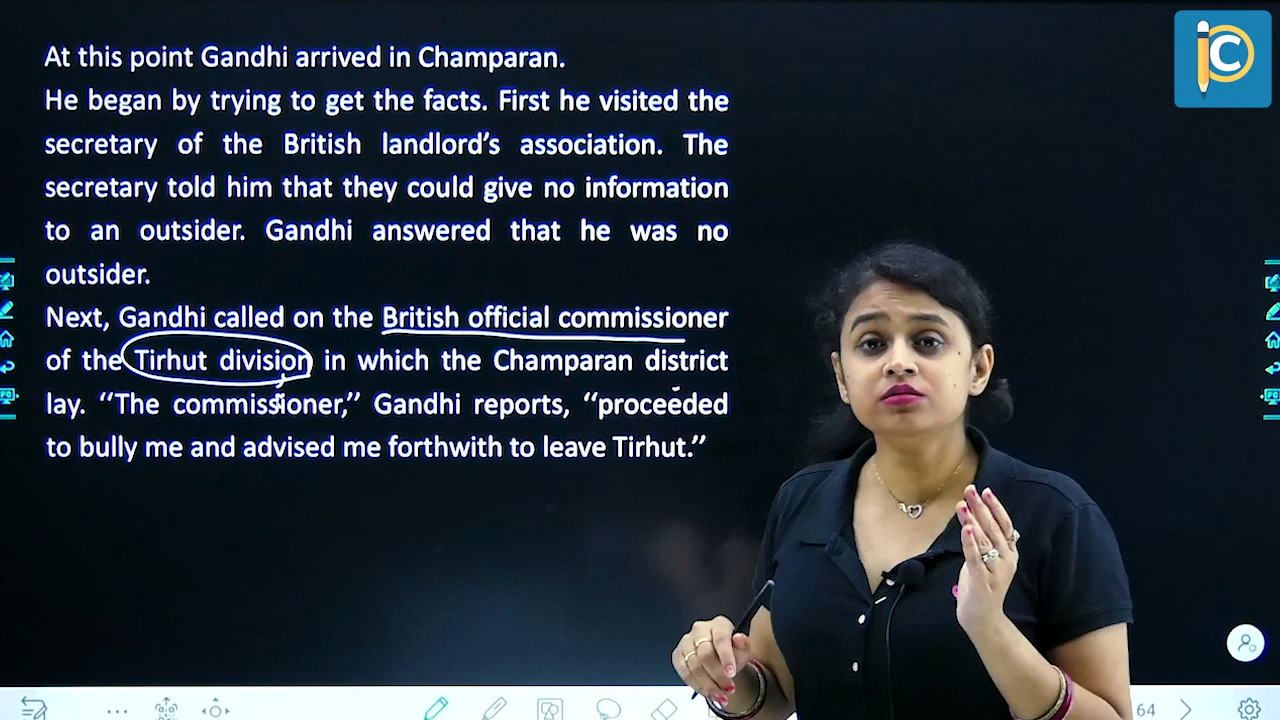 At this point Gandhi arrived in Champaran.
He began by trying to get the facts. First he visited the
secretary of the British landlord’s association. The
secretary told him that they could give no information
to an outsider. Gandhi answered that he was no
outsider.
Next, Gandhi called on the British official commissioner
of the Tirhut division in which the Champaran district
lay. “The commissioner,” Gandhi reports, “proceeded
to bully me and advised me forthwith to leave Tirhut.”
PC
64